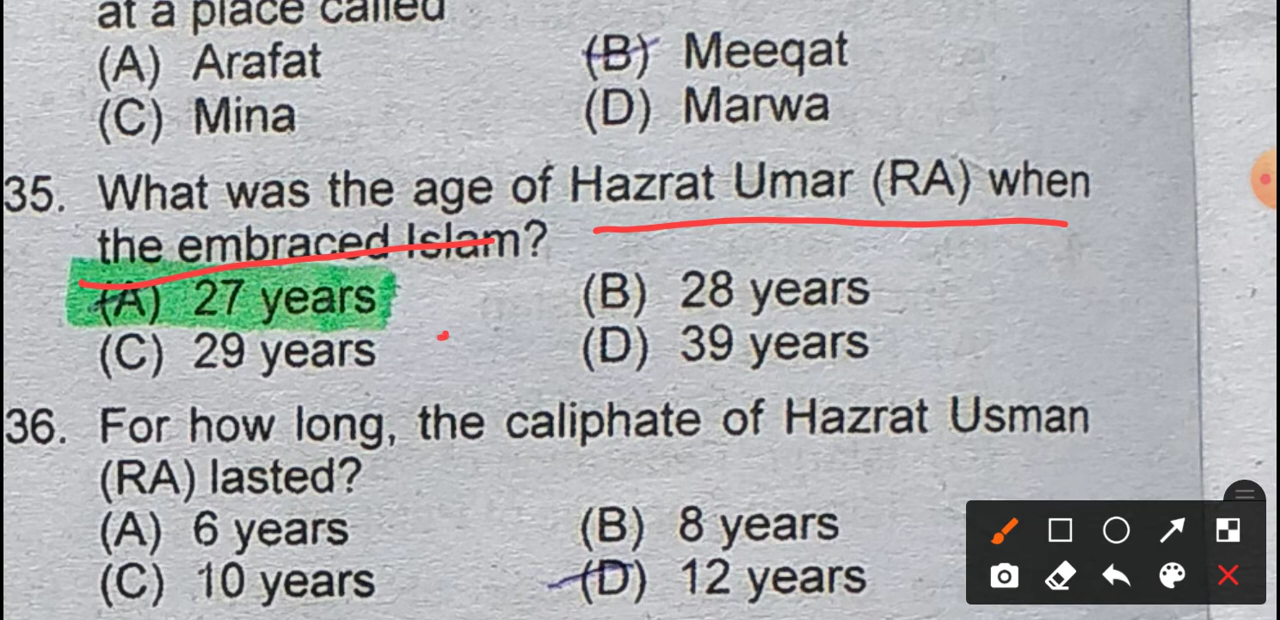 at a place called
(A) Arafat (B) Meeqat
(C) Mina (D) Marwa
35. What was the age of Hazrat Umar (RA) when
the embraced Islam?
(A) 27 years (B) 28 years
(C) 29 years (D) 39 years
36. For how long, the caliphate of Hazrat Usman
(RA) lasted?
(A) 6 years (B) 8 years
(C) 10 years (D) 12 years